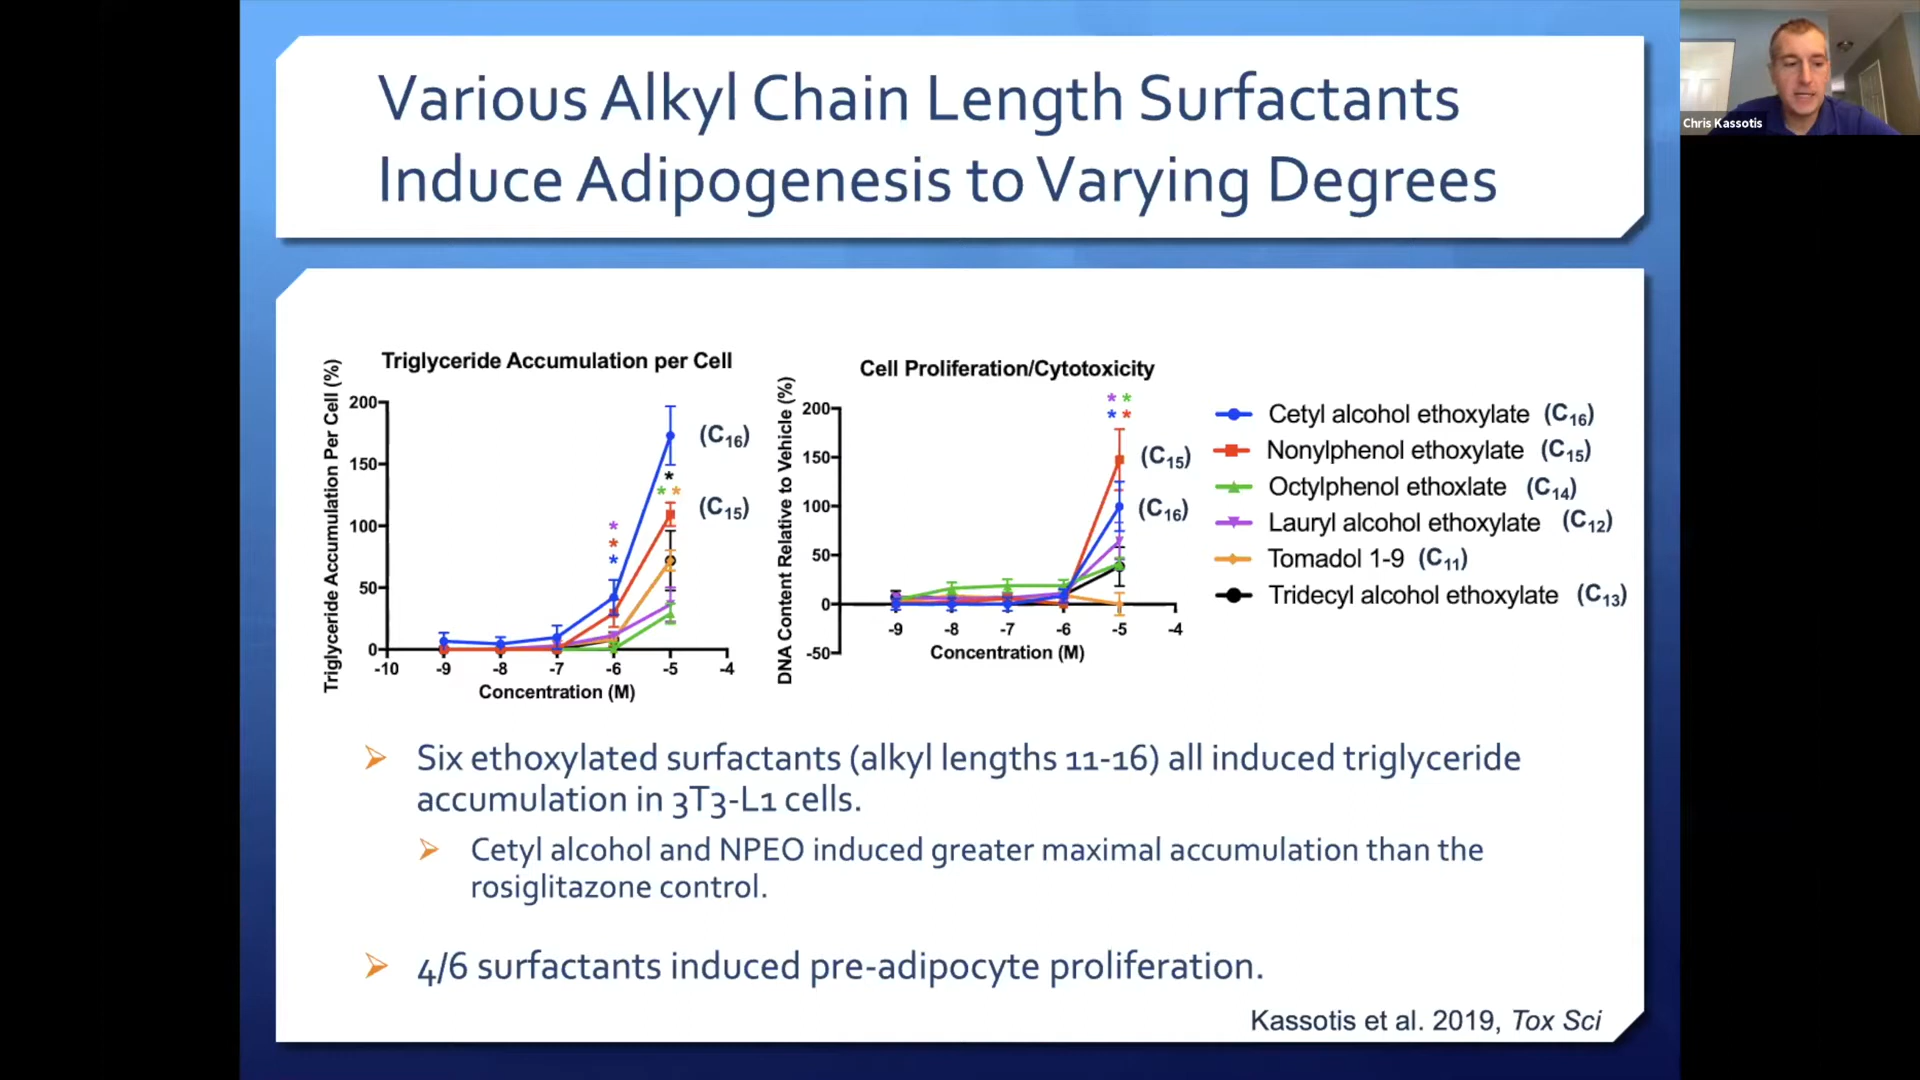 Various Alkyl Chain Length Surfactants
Induce Adipogenesis to Varying Degrees
Chris Kassotis
Triglyceride Accumulation per Cell
Triglyceride Accumulation Per Cell (%)
200
150
100
50
0
-10 -9 -8 -7 -6 -5 -4
Concentration (M)
* * *
* * *
(C16)
(C15)
Cell Proliferation/Cytotoxicity
DNA Content Relative to Vehicle (%)
200
150
100
50
0
-50
-9 -8 -7 -6 -5 -4
Concentration (M)
* *
* *
(C15)
(C16)
Cetyl alcohol ethoxylate (C16)
Nonylphenol ethoxylate (C15)
Octylphenol ethoxlate (C14)
Lauryl alcohol ethoxylate (C12)
Tomadol 1-9 (C11)
Tridecyl alcohol ethoxylate (C13)
Six ethoxylated surfactants (alkyl lengths 11-16) all induced triglyceride
accumulation in 3T3-L1 cells.
Cetyl alcohol and NPEO induced greater maximal accumulation than the
rosiglitazone control.
4/6 surfactants induced pre-adipocyte proliferation.
Kassotis et al. 2019, Tox Sci